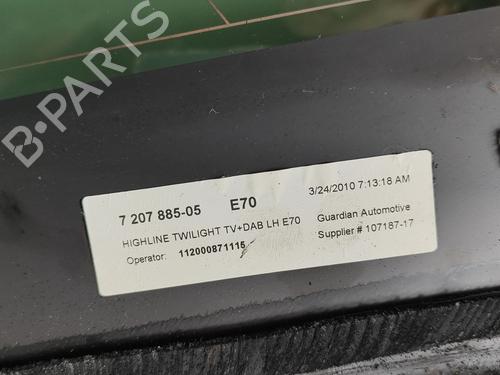 B-PARTS
7 207 885-05 E70
3/24/2010 7:13:18 AM
HIGHLINE TWILIGHT TV+DAB LH E70
Guardian Automotive
Operator: 112000871115
Supplier # 107187-17